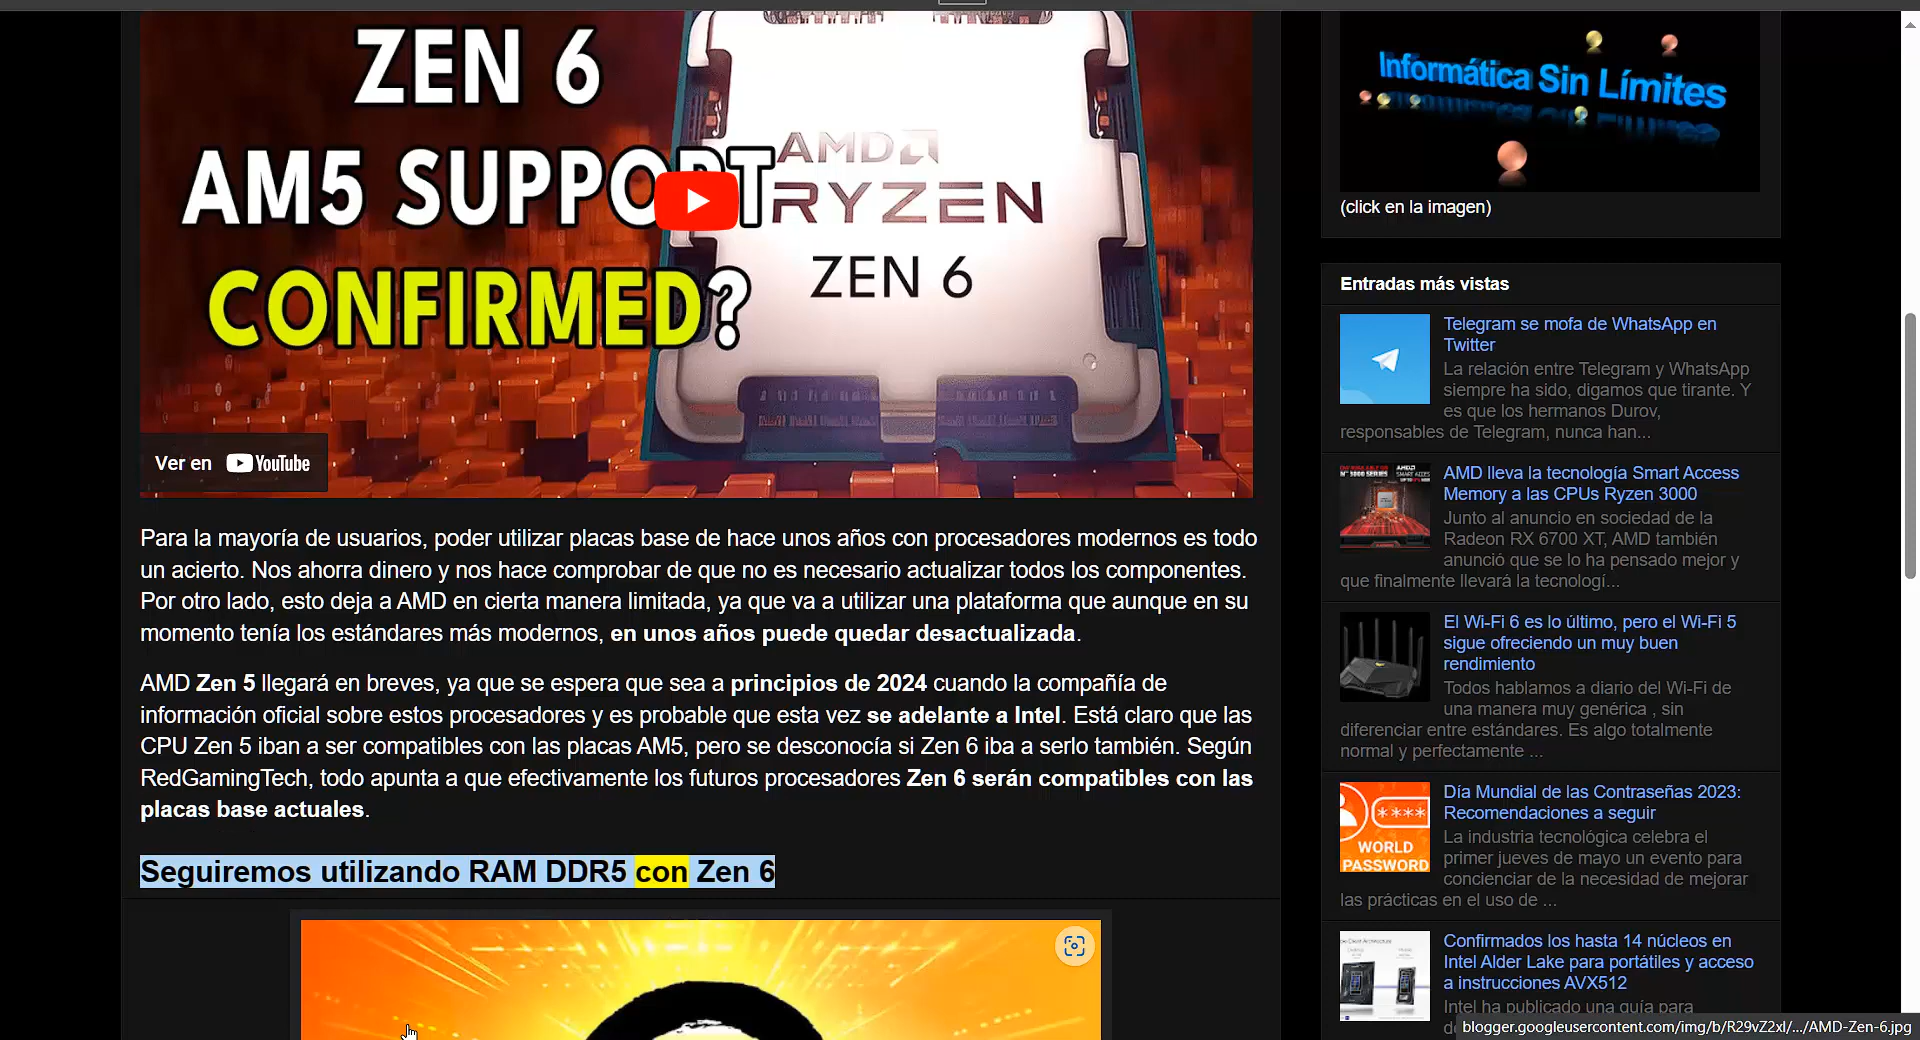 ZEN 6
AM5 SUPPORT
CONFIRMED?
AMD
RYZEN
ZEN 6
Ver en YouTube
Para la mayoría de usuarios, poder utilizar placas base de hace unos años con procesadores modernos es todo
un acierto. Nos ahorra dinero y nos hace comprobar de que no es necesario actualizar todos los componentes.
Por otro lado, esto deja a AMD en cierta manera limitada, ya que va a utilizar una plataforma que aunque en su
momento tenía los estándares más modernos, en unos años puede quedar desactualizada.
AMD Zen 5 llegará en breves, ya que se espera que sea a principios de 2024 cuando la compañía de
información oficial sobre estos procesadores y es probable que esta vez se adelante a Intel. Está claro que las
CPU Zen 5 iban a ser compatibles con las placas AM5, pero se desconocía si Zen 6 iba a serlo también. Según
RedGamingTech, todo apunta a que efectivamente los futuros procesadores Zen 6 serán compatibles con las
placas base actuales.
Seguiremos utilizando RAM DDR5 con Zen 6
Informática Sin Límites
(click en la imagen)
Entradas más vistas
Telegram se mofa de WhatsApp en
Twitter
La relación entre Telegram y WhatsApp
siempre ha sido, digamos que tirante. Y
es que los hermanos Durov,
responsables de Telegram, nunca han...
AMD lleva la tecnología Smart Access
Memory a las CPUs Ryzen 3000
Junto al anuncio en sociedad de la
Radeon RX 6700 XT, AMD también
anunció que se lo ha pensado mejor y
que finalmente llevará la tecnologí...
El Wi-Fi 6 es lo último, pero el Wi-Fi 5
sigue ofreciendo un muy buen
rendimiento
Todos hablamos a diario del Wi-Fi de
una manera muy genérica , sin
diferenciar entre estándares. Es algo totalmente
normal y perfectamente ...
****
WORLD
PASSWORD
Día Mundial de las Contraseñas 2023:
Recomendaciones a seguir
La industria tecnológica celebra el
primer jueves de mayo un evento para
concienciar de la necesidad de mejorar
las prácticas en el uso de ...
Confirmados los hasta 14 núcleos en
Intel Alder Lake para portátiles y acceso
a instrucciones AVX512
Intel ha publicado una guía para
blogger.googleusercontent.com/img/b/R29vZ2xl/.../AMD-Zen-6.jpg